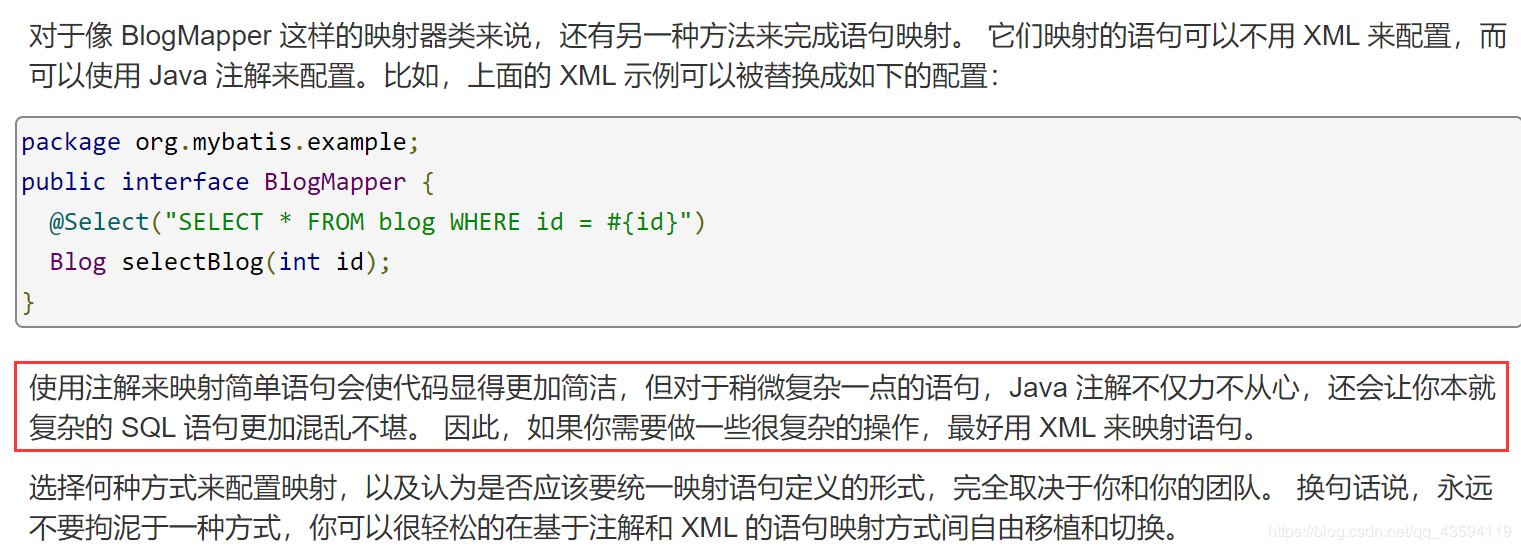 对于像 BlogMapper 这样的映射器类来说，还有另一种方法来完成语句映射。 它们映射的语句可以不用 XML 来配置，而
可以使用 Java 注解来配置。比如，上面的 XML 示例可以被替换成如下的配置：
package org.mybatis.example;
public interface BlogMapper {
  @Select("SELECT * FROM blog WHERE id = #{id}")
  Blog selectBlog(int id);
}
使用注解来映射简单语句会使代码显得更加简洁，但对于稍微复杂一点的语句，Java 注解不仅力不从心，还会让你本就
复杂的 SQL 语句更加混乱不堪。 因此，如果你需要做一些很复杂的操作，最好用 XML 来映射语句。
选择何种方式来配置映射，以及认为是否应该要统一映射语句定义的形式，完全取决于你和你的团队。 换句话说，永远
不要拘泥于一种方式，你可以很轻松的在基于注解和 XML 的语句映射方式间自由移植和切换。
https://blog.csdn.net/qq_43594119